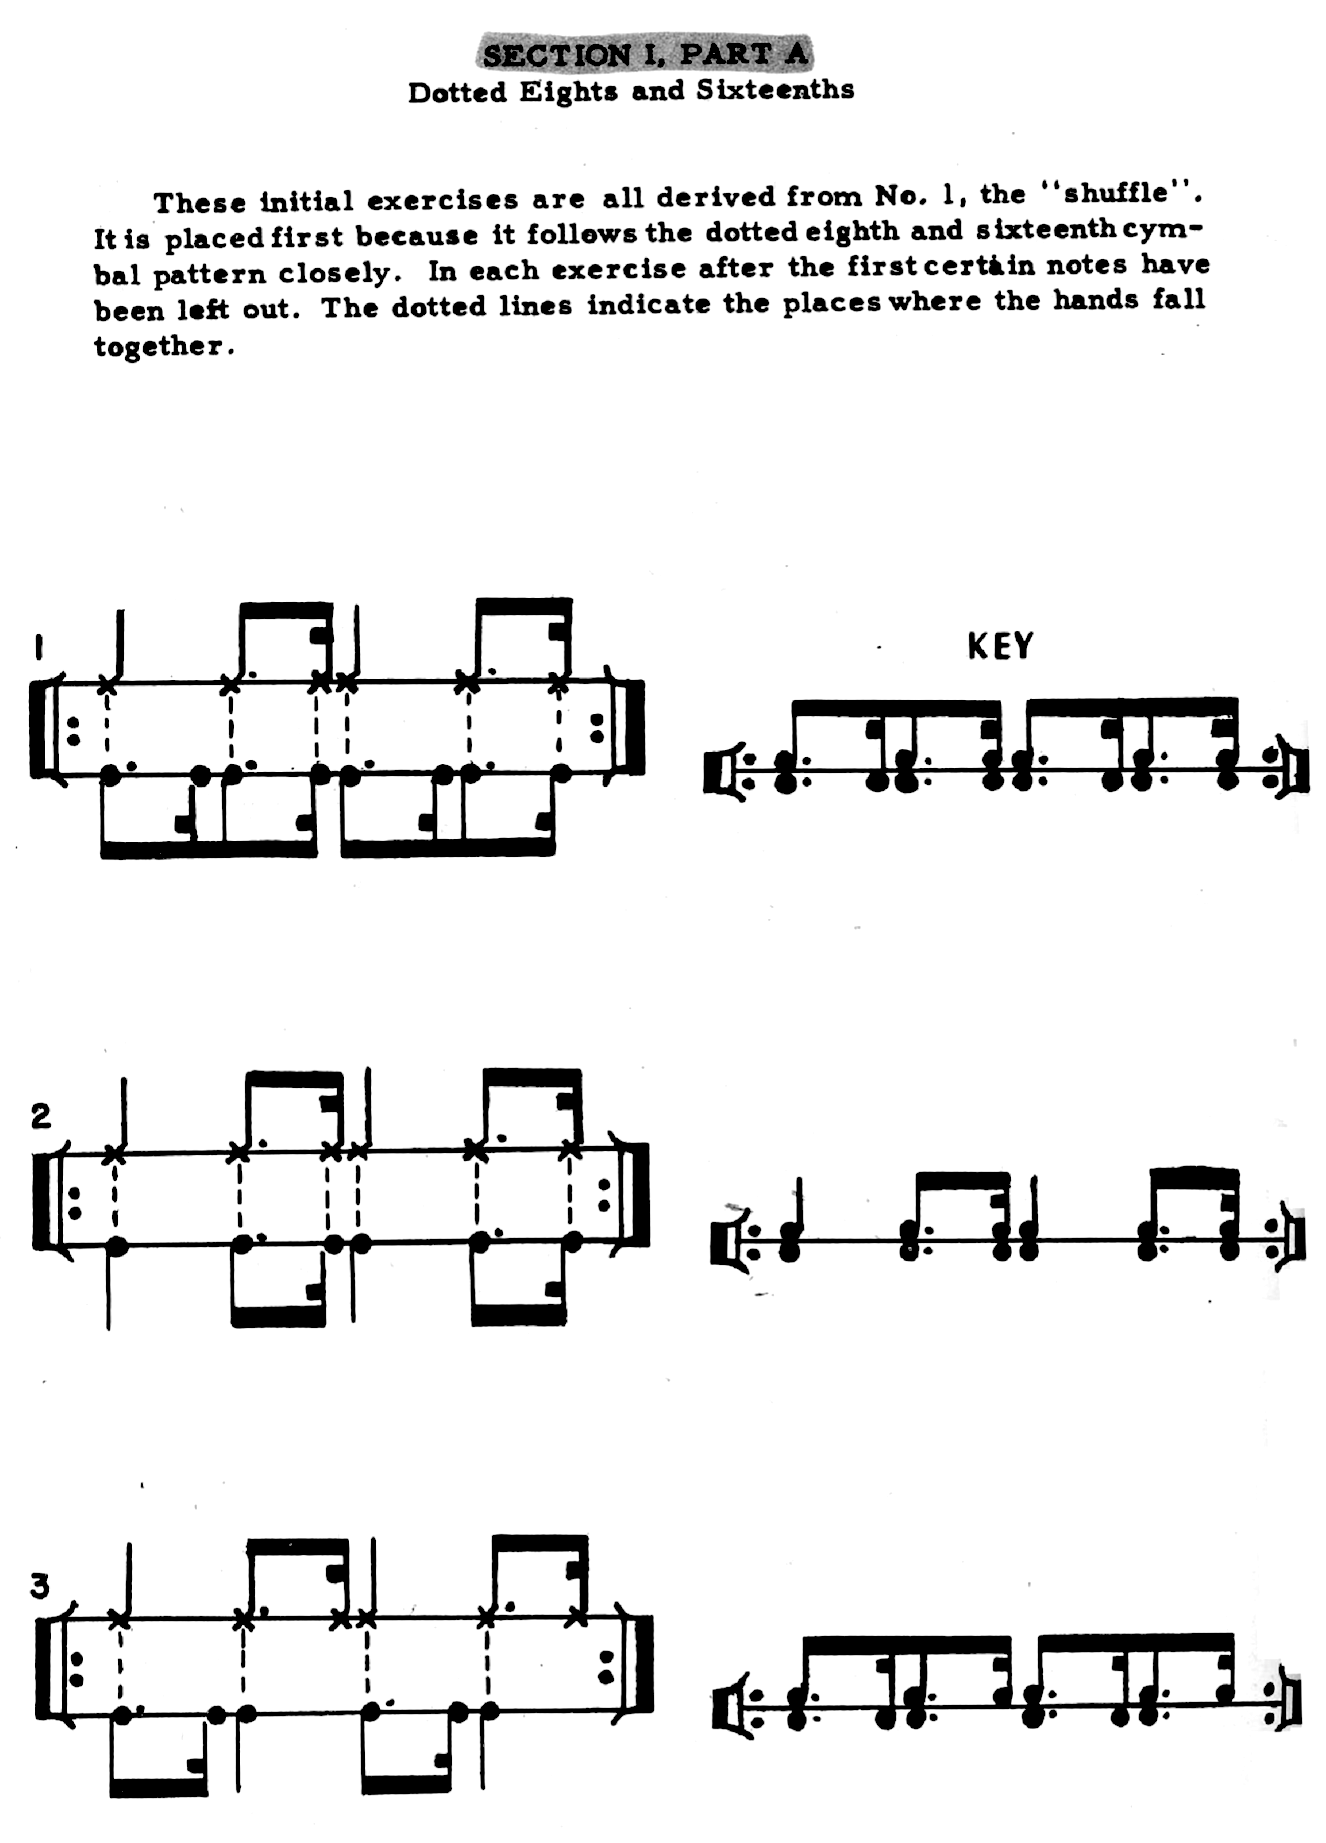 SECTION I, PART A
Dotted Eights and Sixteenths
These initial exercises are all derived from No. 1, the “shuffle”.
It is placed first because it follows the dotted eighth and sixteenth cym-
bal pattern closely. In each exercise after the first certain notes have
been left out. The dotted lines indicate the places where the hands fall
together.
1
KEY
2
3